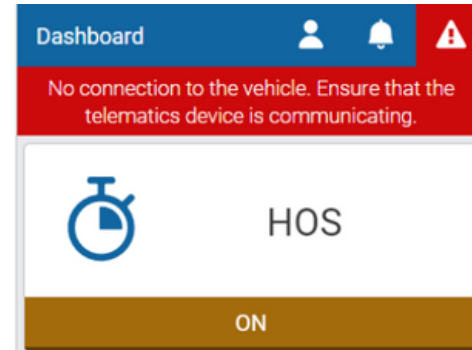 Dashboard
No connection to the vehicle. Ensure that the
telematics device is communicating.
HOS
ON